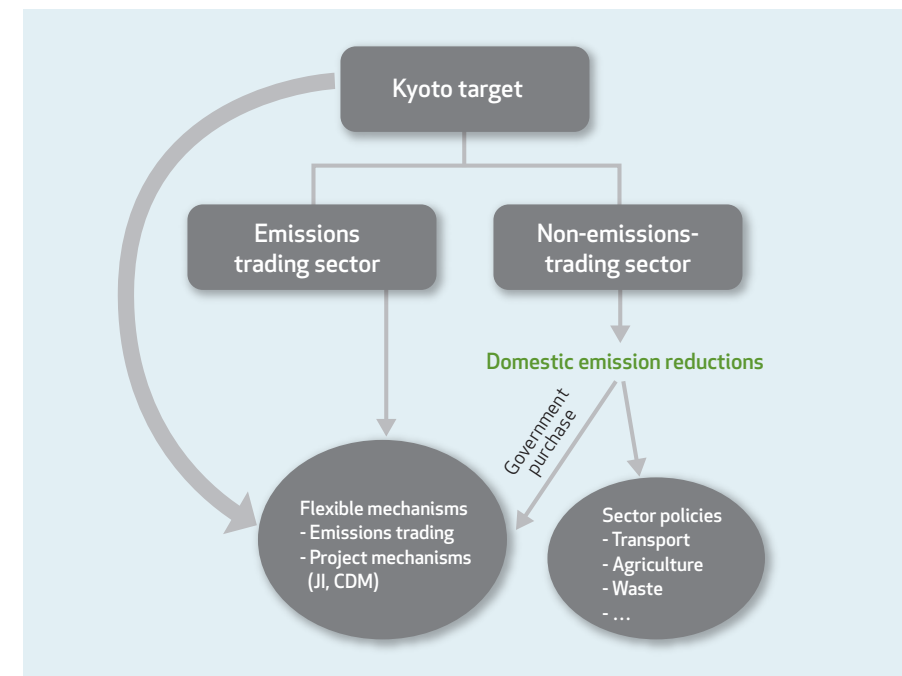 Kyoto target
Emissions
trading sector
Non-emissions-
trading sector
Domestic emission reductions
Government
purchase
Flexible mechanisms
- Emissions trading
- Project mechanisms
(JI, CDM)
Sector policies
- Transport
- Agriculture
- Waste
- ...